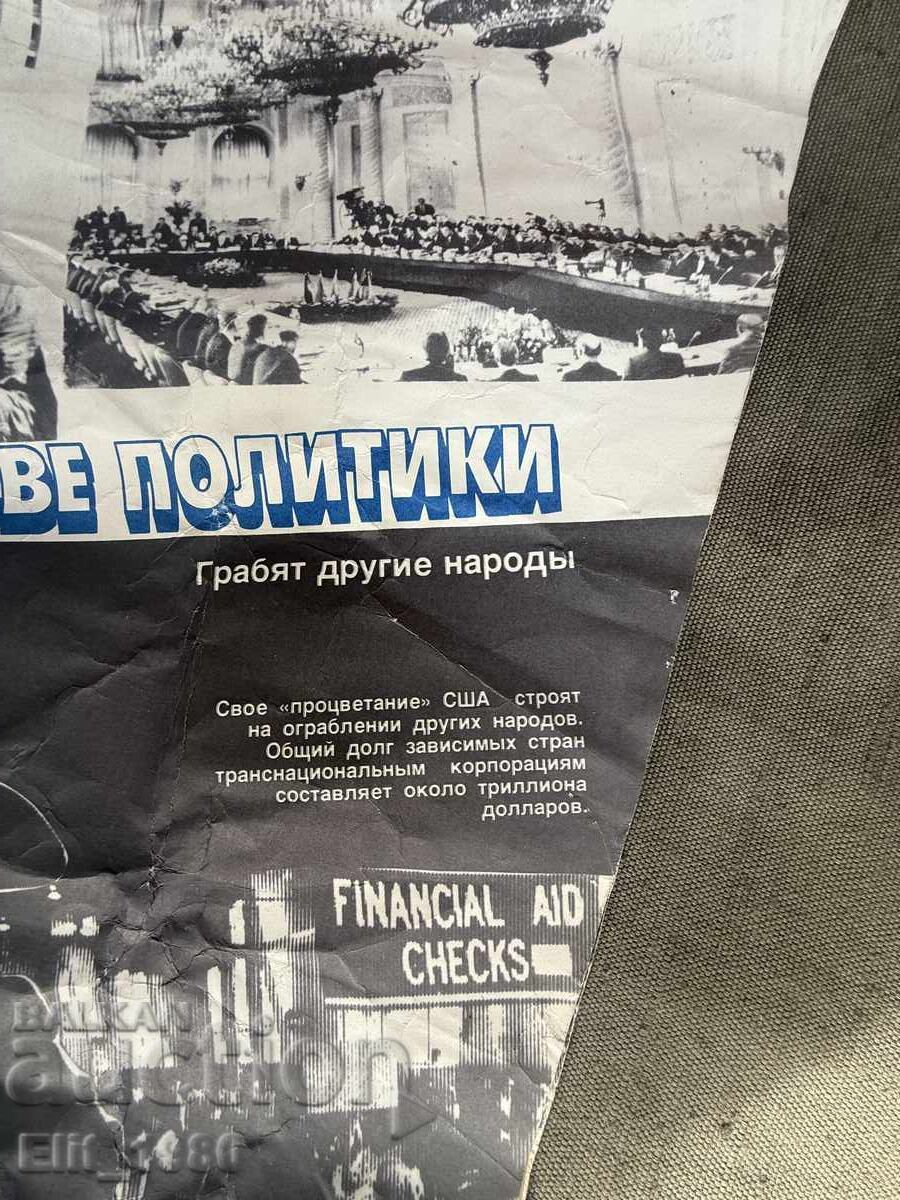 ВЕ ПОЛИТИКИ
Грабят другие народы
Свое «процветание» США строят
на ограблении других народов.
Общий долг зависимых стран
транснациональным корпорациям
составляет около триллиона
долларов.
FINANCIAL AID
CHECKS
BALKAN
auction
Elit_1986